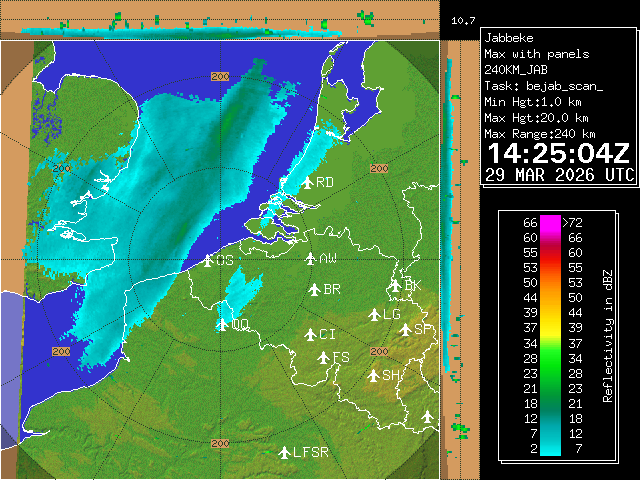 10.7
Jabbeke
Max with panels
240KM_JAB
Task: bejab_scan_
Min Hgt:1.0 km
Max Hgt:20.0 km
Max Range:240 km
14:25:04Z
29 MAR 2026 UTC
200
200
200
RD
OS
AW
BR
BK
OO
LG
CI
SP
FS
200
SH
200
200
LFSR
66 >72
60 66
55 60
53 55
50 53
44 50
39 44
37 39
34 37
28 34
23 28
21 23
18 21
12 18
7 12
2 7
Reflectivity in dBZ